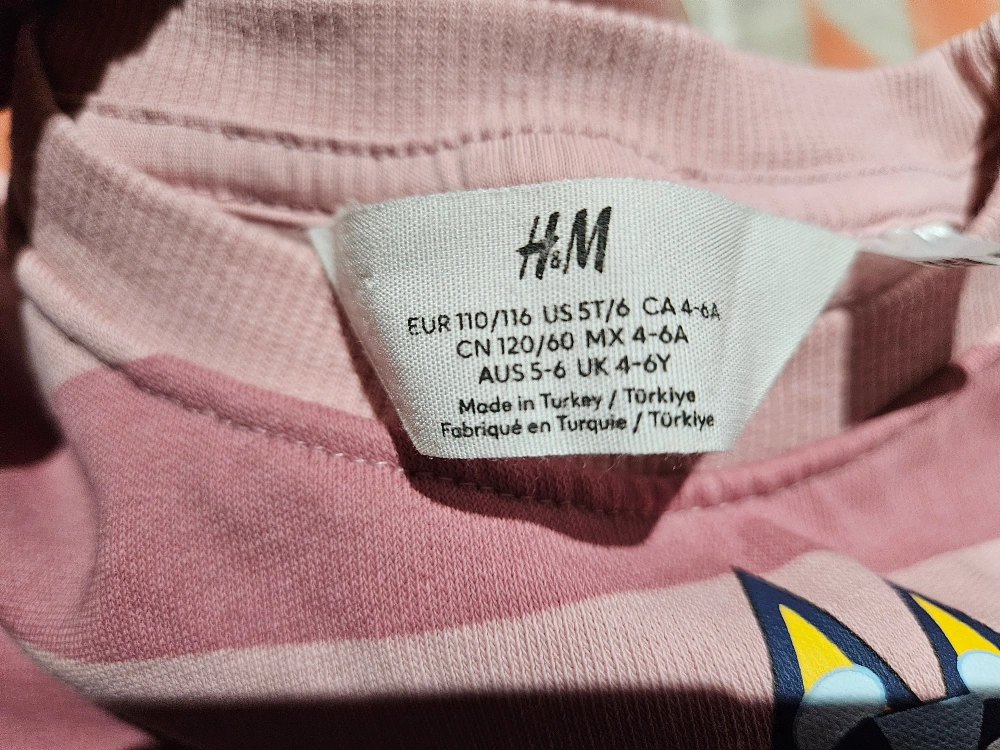 H&M
EUR 110/116 US 5T/6 CA 4-6A
CN 120/60 MX 4-6A
AUS 5-6 UK 4-6Y
Made in Turkey / Türkiye
Fabriqué en Turquie / Türkiye